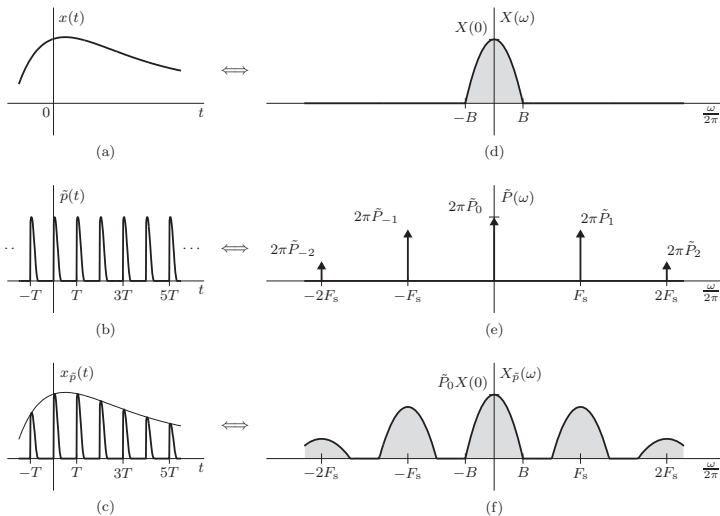 x(t)
0
t
(a)
⟺
X(0)
X(ω)
−B
B
ω/2π
(d)
p̃(t)
· ·
· · ·
−T
T
3T
5T
t
(b)
⟺
2πP̃₋₂
2πP̃₋₁
2πP̃₀
P̃(ω)
2πP̃₁
2πP̃₂
−2Fₛ
−Fₛ
Fₛ
2Fₛ
ω/2π
(e)
x_p̃(t)
−T
T
3T
5T
t
(c)
⟺
P̃₀X(0)
X_p̃(ω)
−2Fₛ
−Fₛ
−B
B
Fₛ
2Fₛ
ω/2π
(f)